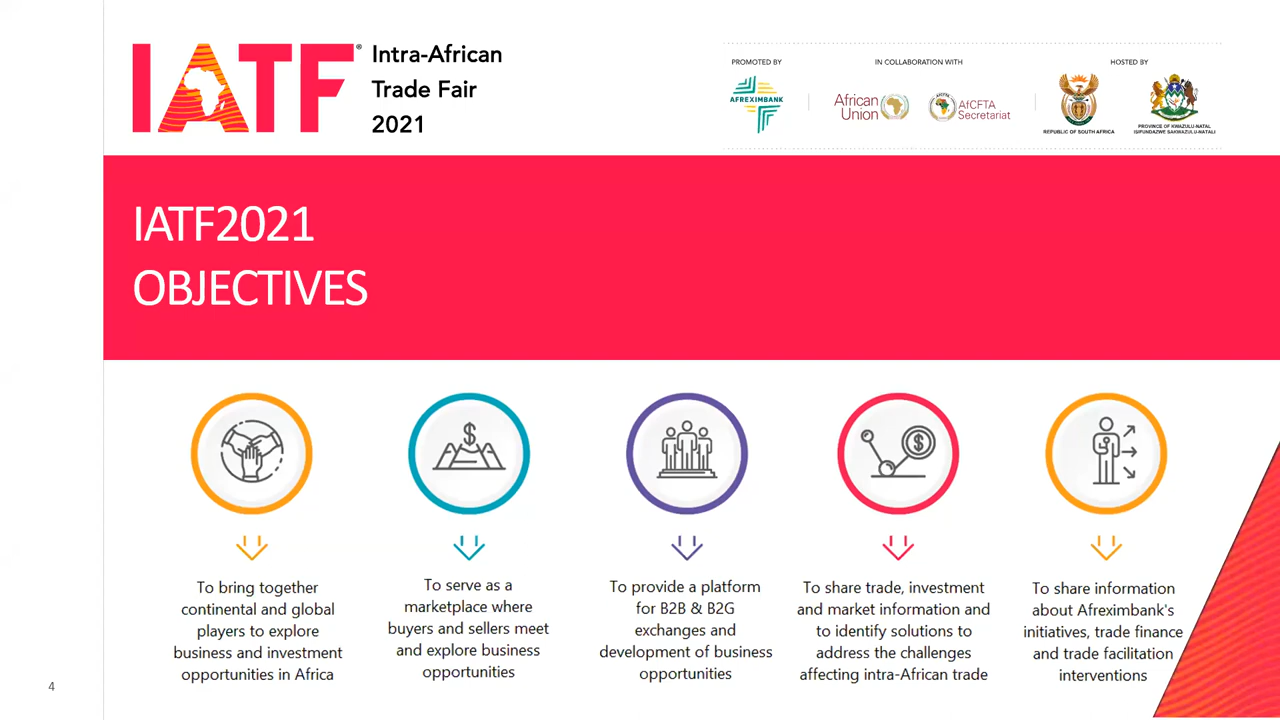 IATF®
Intra-African
Trade Fair
2021
PROMOTED BY
IN COLLABORATION WITH
HOSTED BY
AFREXIMBANK
African
Union
AfCFTA
Secretariat
REPUBLIC OF SOUTH AFRICA
PROVINCE OF KWAZULU-NATAL
ISIFUNDAZWE SAKWAZULU-NATALI
IATF2021
OBJECTIVES
To bring together
continental and global
players to explore
business and investment
opportunities in Africa
To serve as a
marketplace where
buyers and sellers meet
and explore business
opportunities
To provide a platform
for B2B & B2G
exchanges and
development of business
opportunities
To share trade, investment
and market information and
to identify solutions to
address the challenges
affecting intra-African trade
To share information
about Afreximbank's
initiatives, trade finance
and trade facilitation
interventions
4